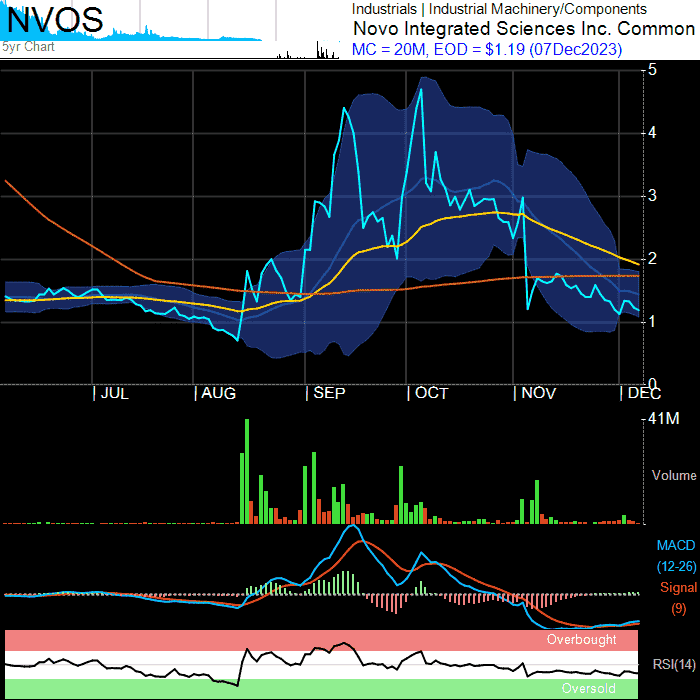 NVOS
Industrials | Industrial Machinery/Components
Novo Integrated Sciences Inc. Common
5yr Chart
MC = 20M, EOD = $1.19 (07Dec2023)
5
4
3
2
1
0
| JUL | AUG | SEP | OCT | NOV | DEC
41M
Volume
MACD
(12-26)
Signal
(9)
Overbought
RSI(14)
Oversold